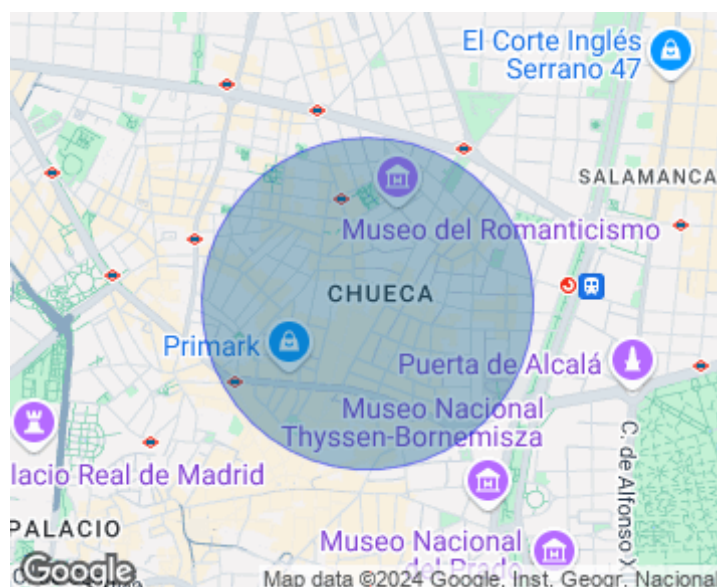 El Corte Inglés
Serrano 47
SALAMANCA
Museo del Romanticismo
CHUECA
Primark
Puerta de Alcalá
Museo Nacional
Thyssen-Bornemisza
lacio Real de Madrid
C. de Alfonso X
PALACIO
Museo Nacional
del Prado
Google
Map data ©2024 Google, Inst. Geogr. Naciona